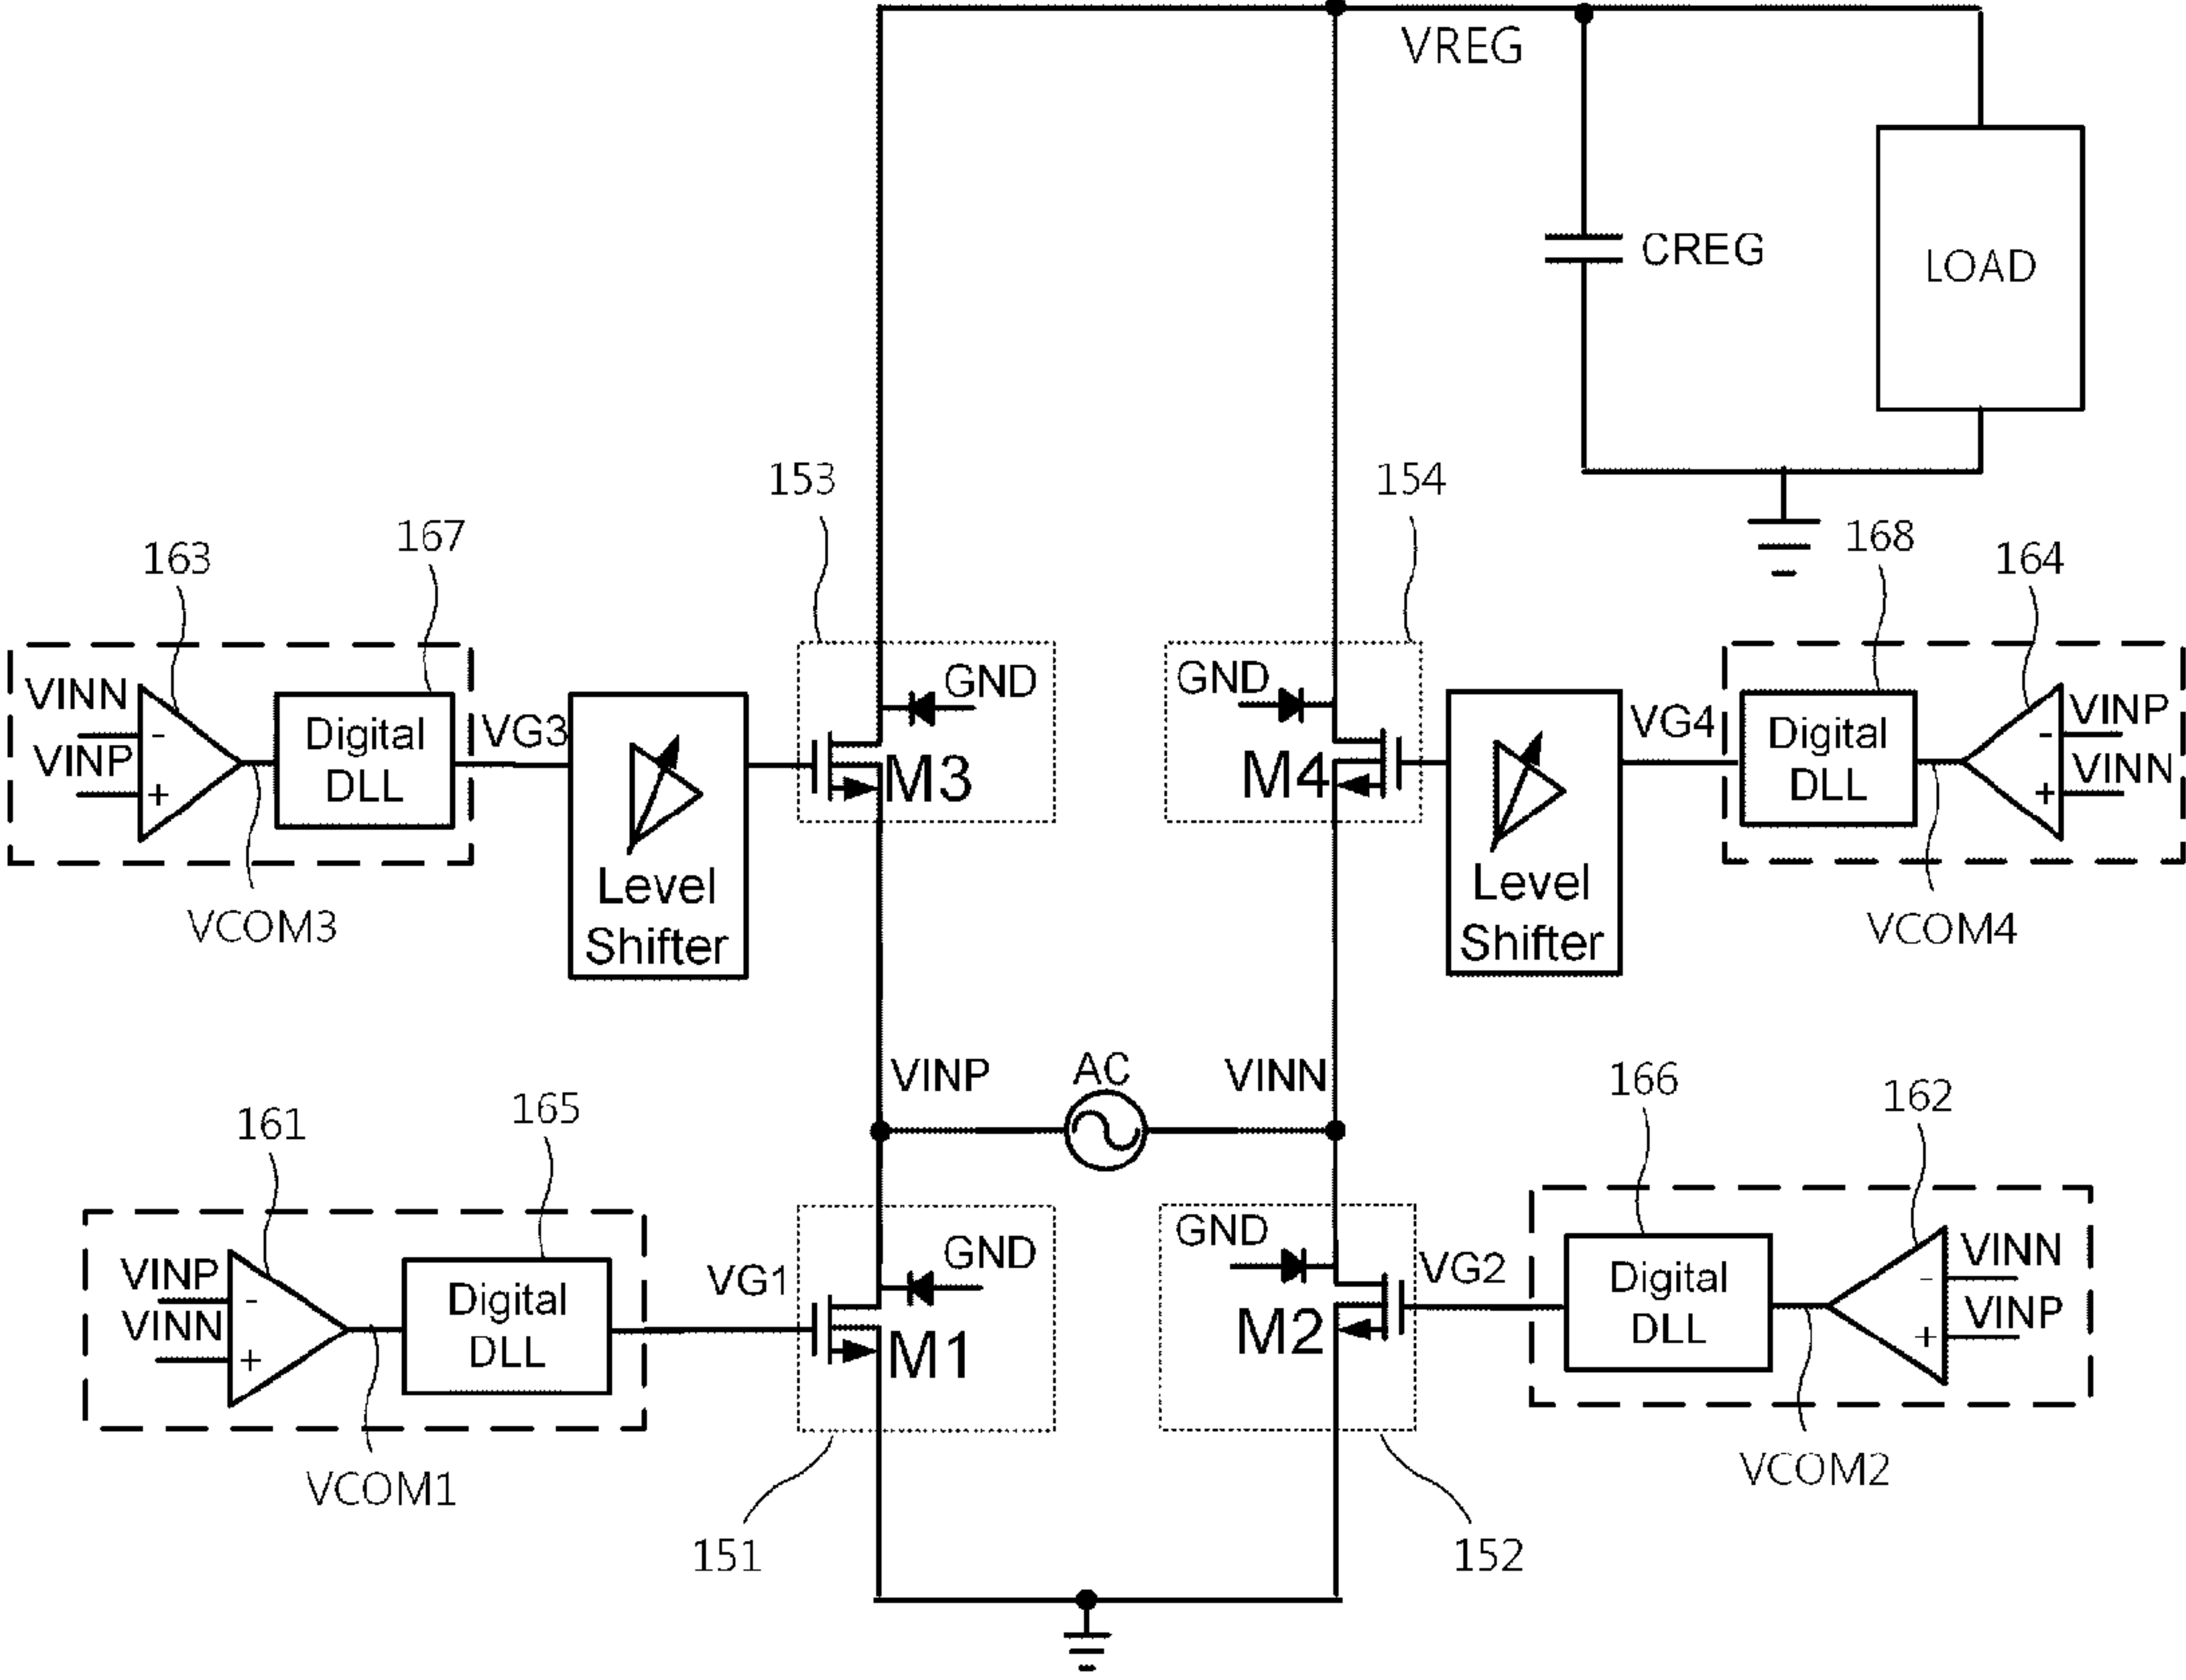 VREG
CREG
LOAD
153
154
163
167
168
164
VINN
VINP
-
+
Digital
DLL
VG3
Level
Shifter
GND
M3
GND
M4
Level
Shifter
VG4
Digital
DLL
VINP
VINN
-
+
VCOM3
VCOM4
VINP
AC
VINN
161
165
166
162
VINP
VINN
-
+
Digital
DLL
VG1
GND
M1
GND
M2
VG2
Digital
DLL
VINN
VINP
-
+
VCOM1
VCOM2
151
152